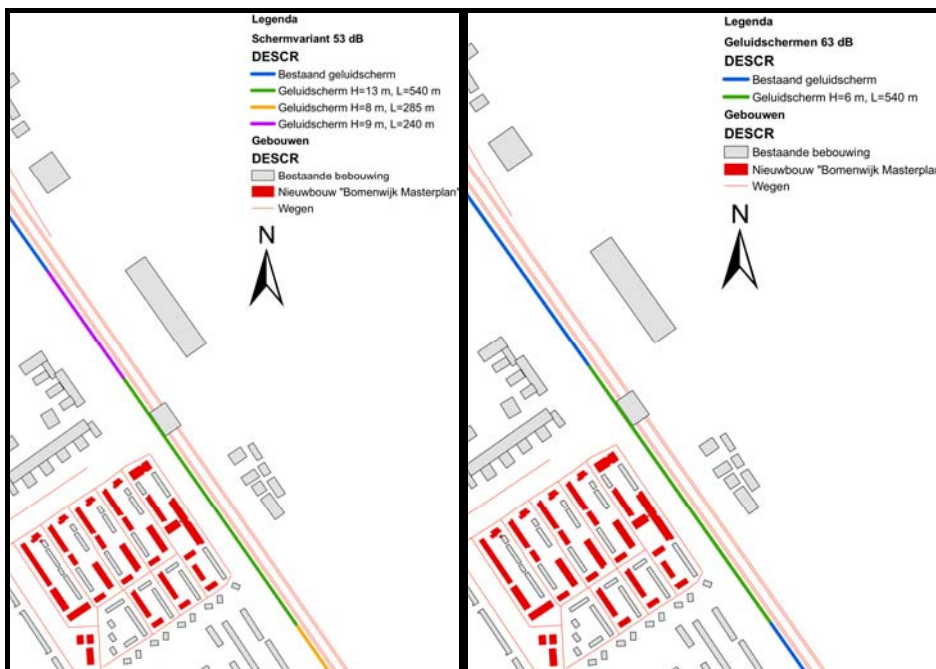 Legenda
Schermvariant 53 dB
DESCR
Bestaand geluidscherm
Geluidscherm H=13 m, L=540 m
Geluidscherm H=8 m, L=285 m
Geluidscherm H=9 m, L=240 m
Gebouwen
DESCR
Bestaande bebouwing
Nieuwbouw "Bomenwijk Masterplan"
Wegen
N
Legenda
Geluidschermen 63 dB
DESCR
Bestaand geluidscherm
Geluidscherm H=6 m, L=540 m
Gebouwen
DESCR
Bestaande bebouwing
Nieuwbouw "Bomenwijk Masterplan
Wegen
N